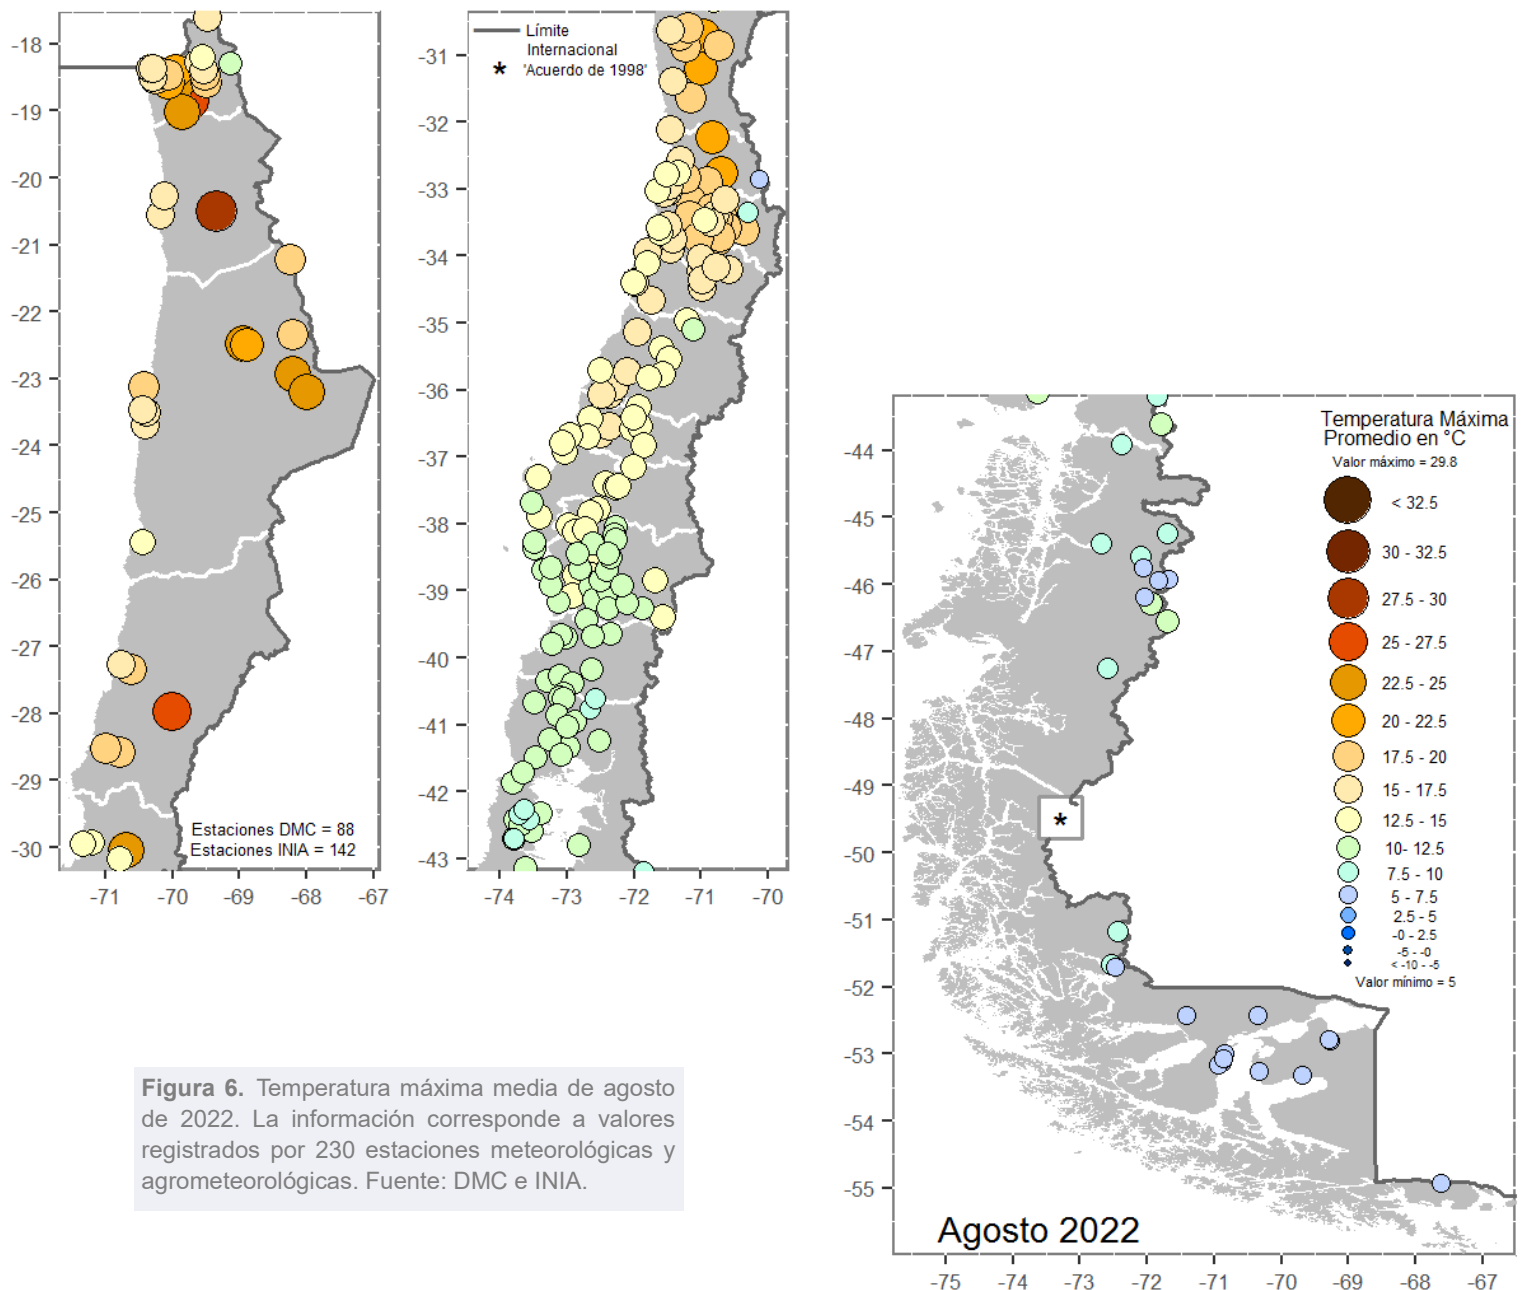 -18
-19
-20
-21
-22
-23
-24
-25
-26
-27
-28
-29
-30
Estaciones DMC = 88
Estaciones INIA = 142
-71
-70
-69
-68
-67
Límite
Internacional
* 'Acuerdo de 1998'
-31
-32
-33
-34
-35
-36
-37
-38
-39
-40
-41
-42
-43
-74
-73
-72
-71
-70
Temperatura Máxima
Promedio en °C
Valor máximo = 29.8
< 32.5
30 - 32.5
27.5 - 30
25 - 27.5
22.5 - 25
20 - 22.5
17.5 - 20
15 - 17.5
12.5 - 15
10- 12.5
7.5 - 10
5 - 7.5
2.5 - 5
-0 - 2.5
-5 - -0
< -10 - -5
Valor mínimo = 5
-44
-45
-46
-47
-48
-49
-50
-51
-52
-53
-54
-55
*
Agosto 2022
-75
-74
-73
-72
-71
-70
-69
-68
-67
Figura 6. Temperatura máxima media de agosto
de 2022. La información corresponde a valores
registrados por 230 estaciones meteorológicas y
agrometeorológicas. Fuente: DMC e INIA.